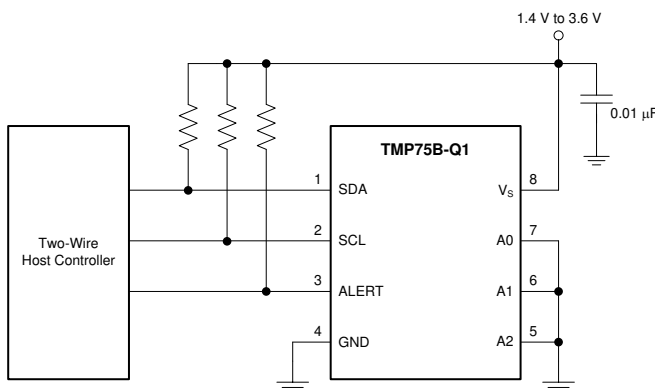 1.4 V to 3.6 V
0.01 μF
TMP75B-Q1
Two-Wire
Host Controller
1 SDA
2 SCL
3 ALERT
4 GND
VS 8
A0 7
A1 6
A2 5